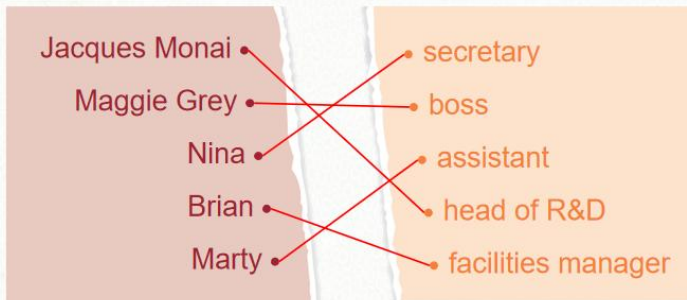 Jacques Monai
Maggie Grey
Nina
Brian
Marty
secretary
boss
assistant
head of R&D
facilities manager